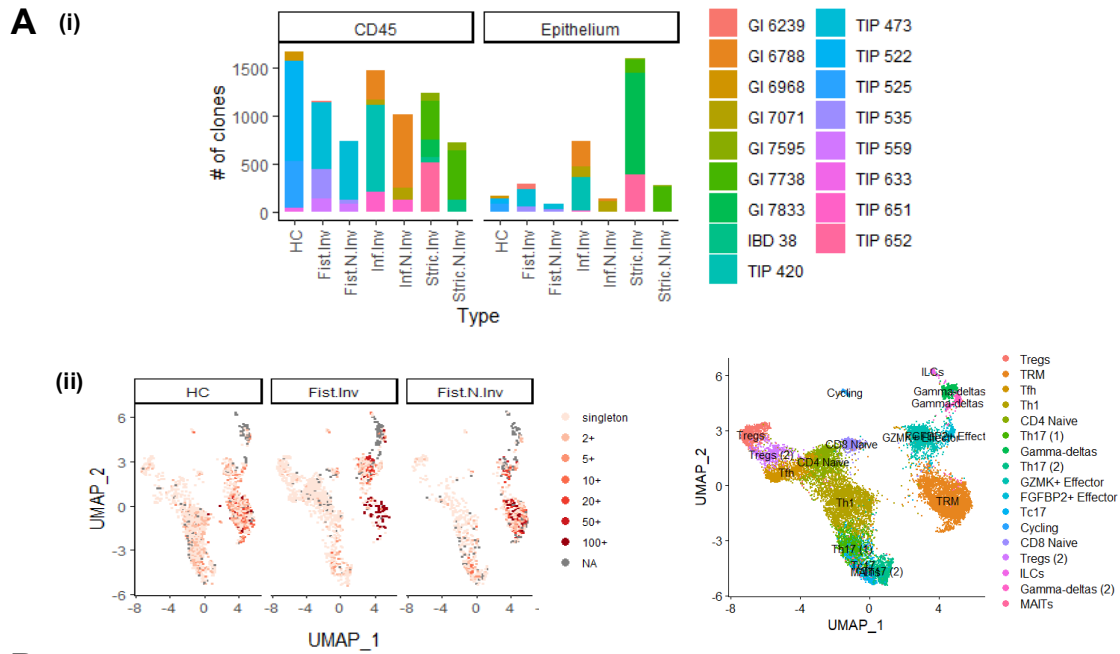 A (i)
CD45 Epithelium
# of clones
1500
1000
500
0
HC Fist.Inv Fist.N.Inv Inf.Inv Inf.N.Inv Stric.Inv Stric.N.Inv
HC Fist.Inv Fist.N.Inv Inf.Inv Inf.N.Inv Stric.Inv Stric.N.Inv
Type
GI 6239
GI 6788
GI 6968
GI 7071
GI 7595
GI 7738
GI 7833
IBD 38
TIP 420
TIP 473
TIP 522
TIP 525
TIP 535
TIP 559
TIP 633
TIP 651
TIP 652
(ii)
HC Fist.Inv Fist.N.Inv
UMAP_2
6
3
0
-3
-6
-8 -4 0 4 -8 -4 0 4 -8 -4 0 4 -
UMAP_1
singleton
2+
5+
10+
20+
50+
100+
NA
UMAP_2
6
3
0
-3
-6
-8 -4 0 4
UMAP_1
ILCs
Gamma-deltas
Gamma-deltas
Cycling
Tregs
Tregs (2)
Tfh
CD4 Naive
CD8 Naive
GZMK+ Effector
Effect
Th1
TRM
Th17 (1)
Th17 (2)
Tregs
TRM
Tfh
Th1
CD4 Naive
Th17 (1)
Gamma-deltas
Th17 (2)
GZMK+ Effector
FGFBP2+ Effector
Tc17
Cycling
CD8 Naive
Tregs (2)
ILCs
Gamma-deltas (2)
MAITs